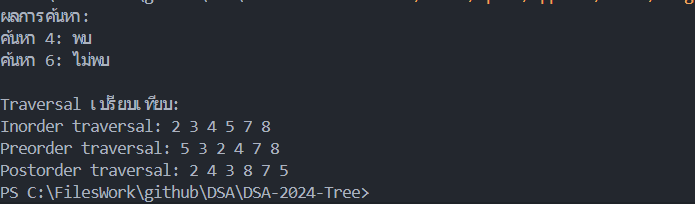 ผลการค้นหา:
ค้นหา 4: พบ
ค้นหา 6: ไม่พบ
Traversal เปรียบเทียบ:
Inorder traversal: 2 3 4 5 7 8
Preorder traversal: 5 3 2 4 7 8
Postorder traversal: 2 4 3 8 7 5
PS C:\FilesWork\github\DSA\DSA-2024-Tree>